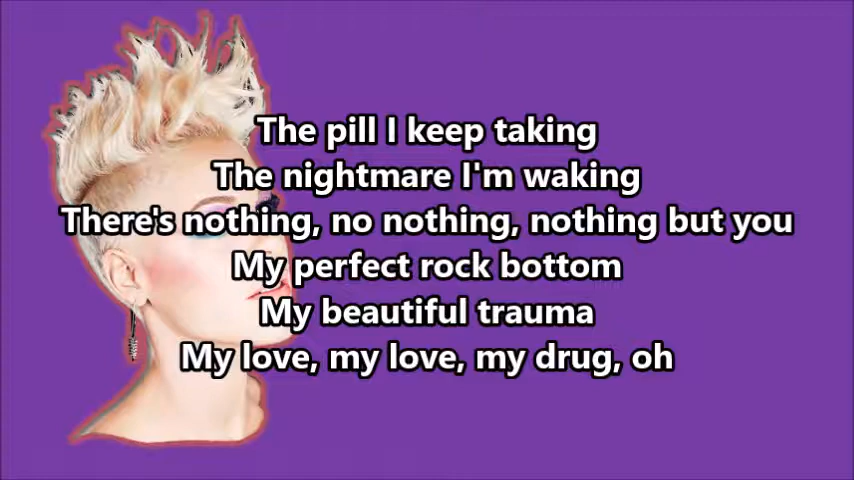 The pill I keep taking
The nightmare I'm waking
There's nothing, no nothing, nothing but you
My perfect rock bottom
My beautiful trauma
My love, my love, my drug, oh